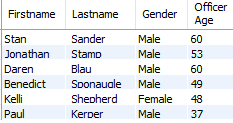 Firstname Lastname Gender Officer Age
Stan Sander Male 60
Jonathan Stamp Male 53
Daren Blau Male 60
Benedict Sponaugle Male 49
Kelli Shepherd Female 48
Paul Kerper Male 37